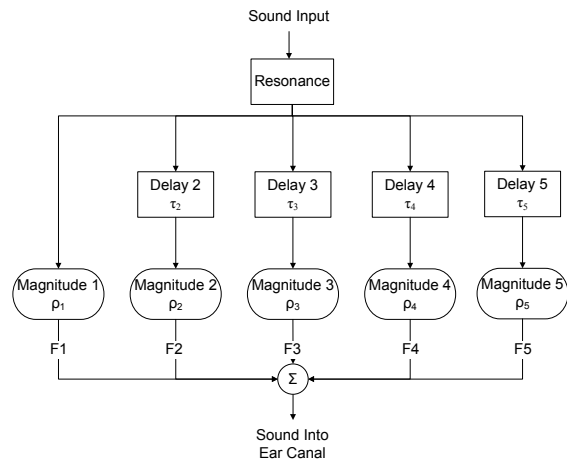 Sound Input
Resonance
Delay 2
τ₂
Delay 3
τ₃
Delay 4
τ₄
Delay 5
τ₅
Magnitude 1
ρ₁
Magnitude 2
ρ₂
Magnitude 3
ρ₃
Magnitude 4
ρ₄
Magnitude 5
ρ₅
F1
F2
F3
F4
F5
Σ
Sound Into
Ear Canal